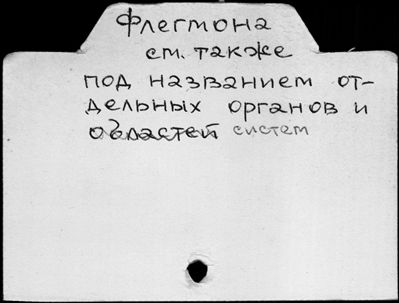 Флегмона
см. также
под названием от-
дельных органов и
областей систем